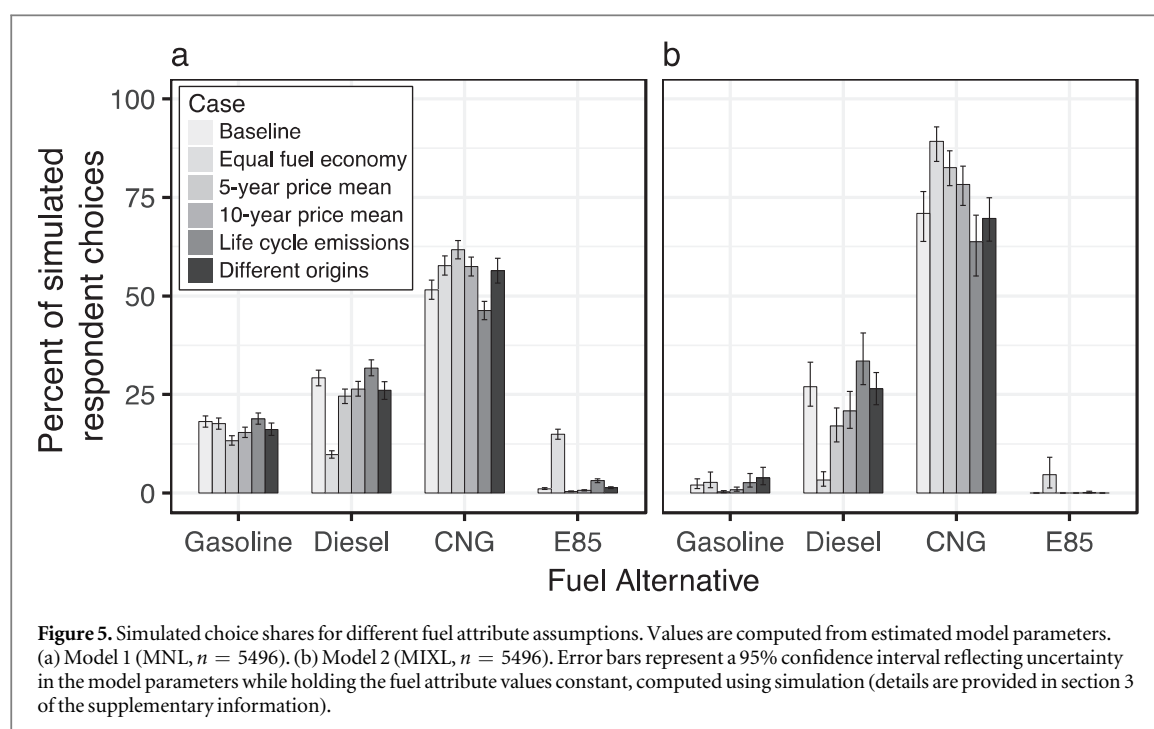 a
b
100
75
50
25
0
Percent of simulated
respondent choices
Case
Baseline
Equal fuel economy
5-year price mean
10-year price mean
Life cycle emissions
Different origins
Gasoline Diesel CNG E85
Gasoline Diesel CNG E85
Fuel Alternative
Figure 5. Simulated choice shares for different fuel attribute assumptions. Values are computed from estimated model parameters.
(a) Model 1 (MNL, n = 5496). (b) Model 2 (MIXL, n = 5496). Error bars represent a 95% confidence interval reflecting uncertainty
in the model parameters while holding the fuel attribute values constant, computed using simulation (details are provided in section 3
of the supplementary information).